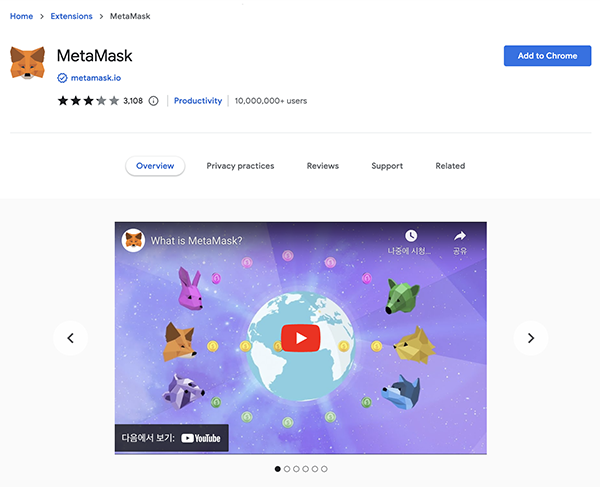 Home > Extensions > MetaMask
MetaMask
Add to Chrome
metamask.io
3,108
Productivity
10,000,000+ users
Overview
Privacy practices
Reviews
Support
Related
What is MetaMask?
나중에 시청...
공유
다음에서 보기: YouTube